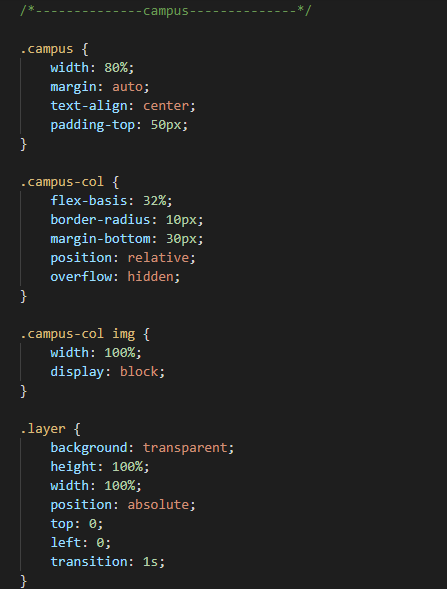 /*--------------campus--------------*/
.campus {
    width: 80%;
    margin: auto;
    text-align: center;
    padding-top: 50px;
}
.campus-col {
    flex-basis: 32%;
    border-radius: 10px;
    margin-bottom: 30px;
    position: relative;
    overflow: hidden;
}
.campus-col img {
    width: 100%;
    display: block;
}
.layer {
    background: transparent;
    height: 100%;
    width: 100%;
    position: absolute;
    top: 0;
    left: 0;
    transition: 1s;
}